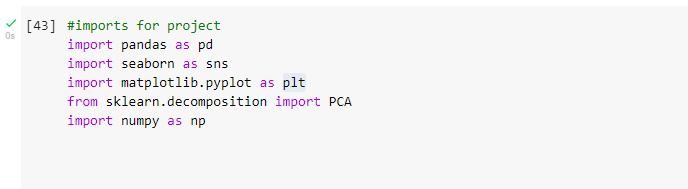 [43] #imports for project
import pandas as pd
import seaborn as sns
import matplotlib.pyplot as plt
from sklearn.decomposition import PCA
import numpy as np
0s